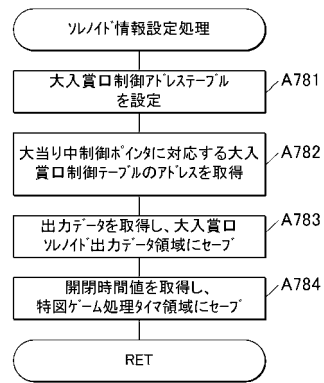 ソレノイド情報設定処理
大入賞口制御アドレステーブル
を設定
A781
大当り中制御ポインタに対応する大入
賞口制御テーブルのアドレスを取得
A782
出力データを取得し、大入賞口
ソレノイド出力データ領域にセーブ
A783
開閉時間値を取得し、
特図ゲーム処理タイマ領域にセーブ
A784
RET